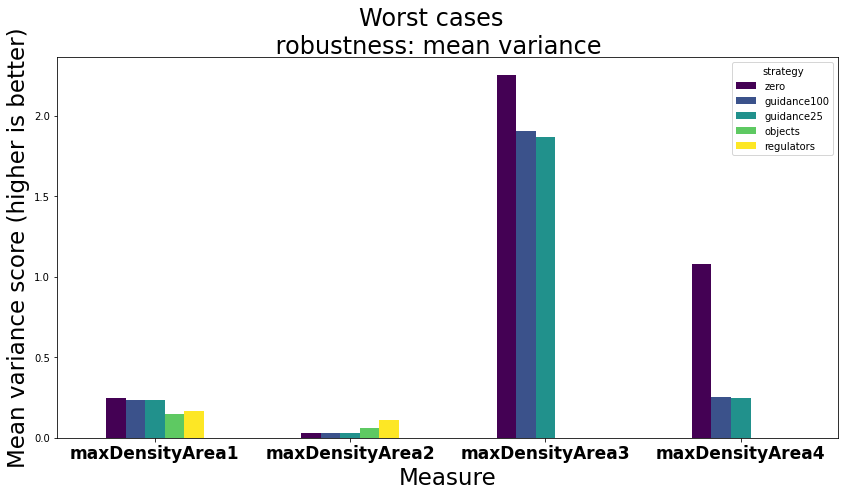 Worst cases
robustness: mean variance
Mean variance score (higher is better)
2.0
1.5
1.0
0.5
0.0
strategy
zero
guidance100
guidance25
objects
regulators
maxDensityArea1 maxDensityArea2 maxDensityArea3 maxDensityArea4
Measure